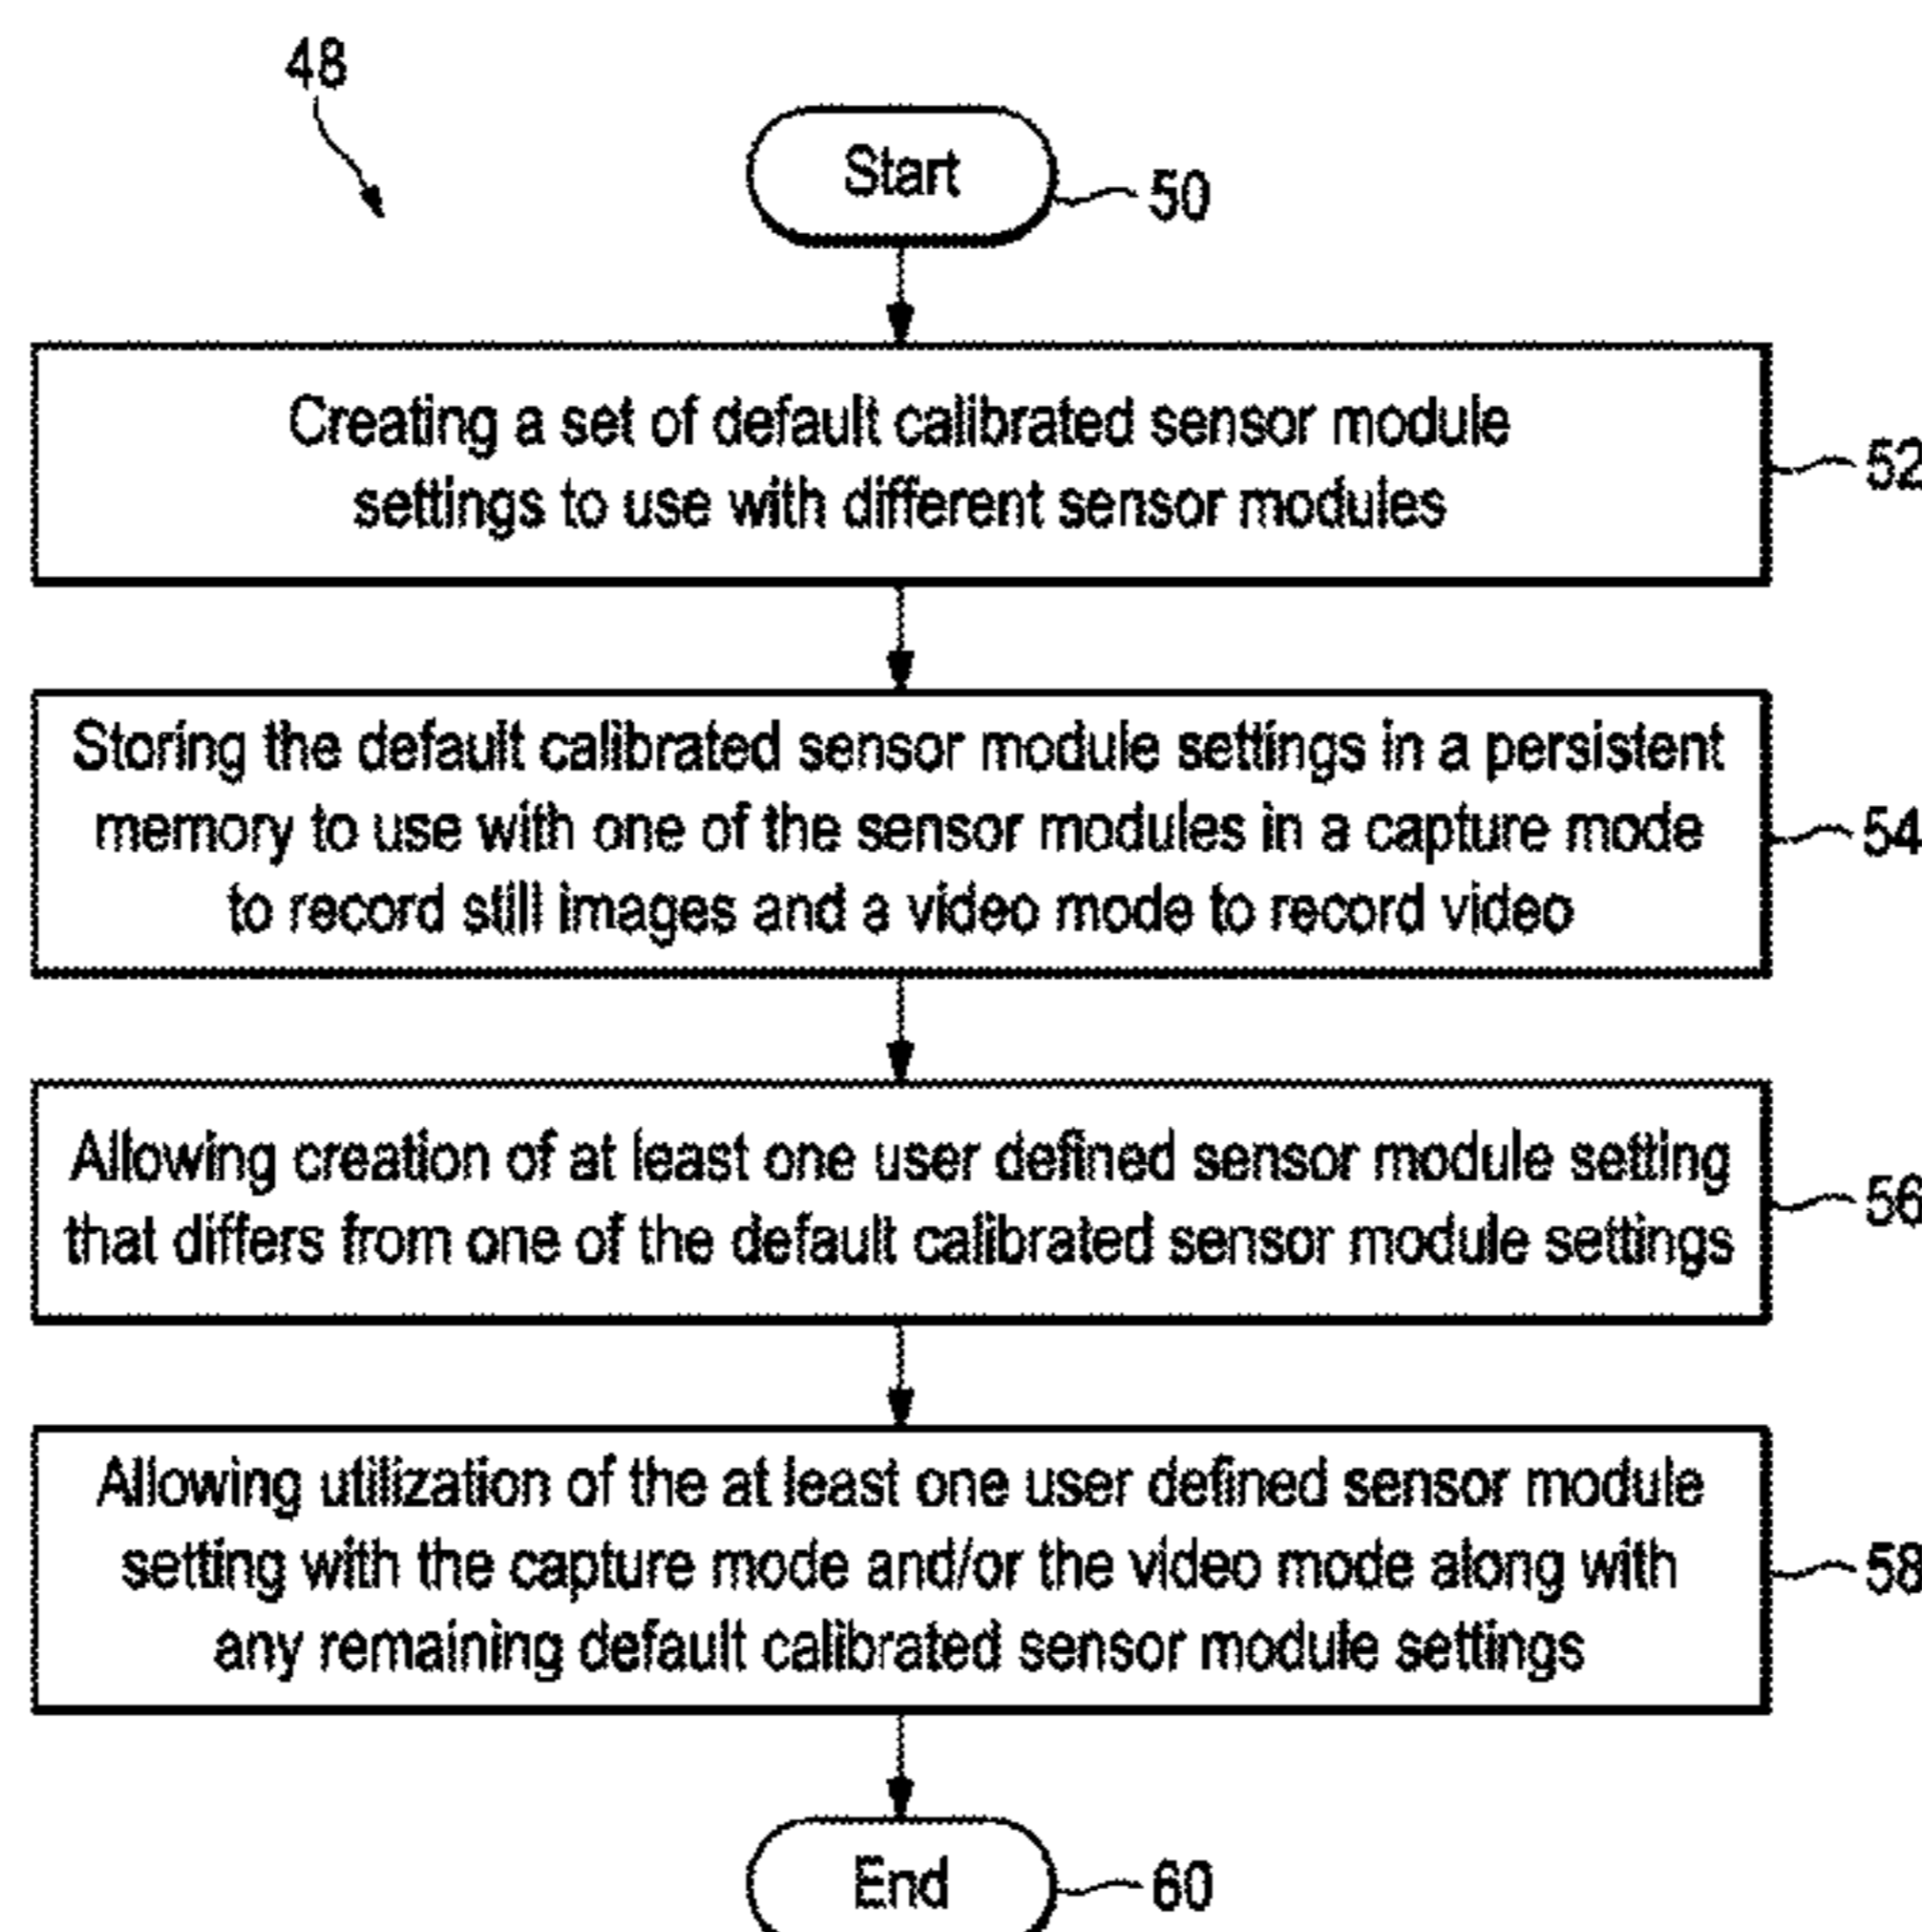 48
Start
50
Creating a set of default calibrated sensor module
settings to use with different sensor modules
52
Storing the default calibrated sensor module settings in a persistent
memory to use with one of the sensor modules in a capture mode
to record still images and a video mode to record video
54
Allowing creation of at least one user defined sensor module setting
that differs from one of the default calibrated sensor module settings
56
Allowing utilization of the at least one user defined sensor module
setting with the capture mode and/or the video mode along with
any remaining default calibrated sensor module settings
58
End
60